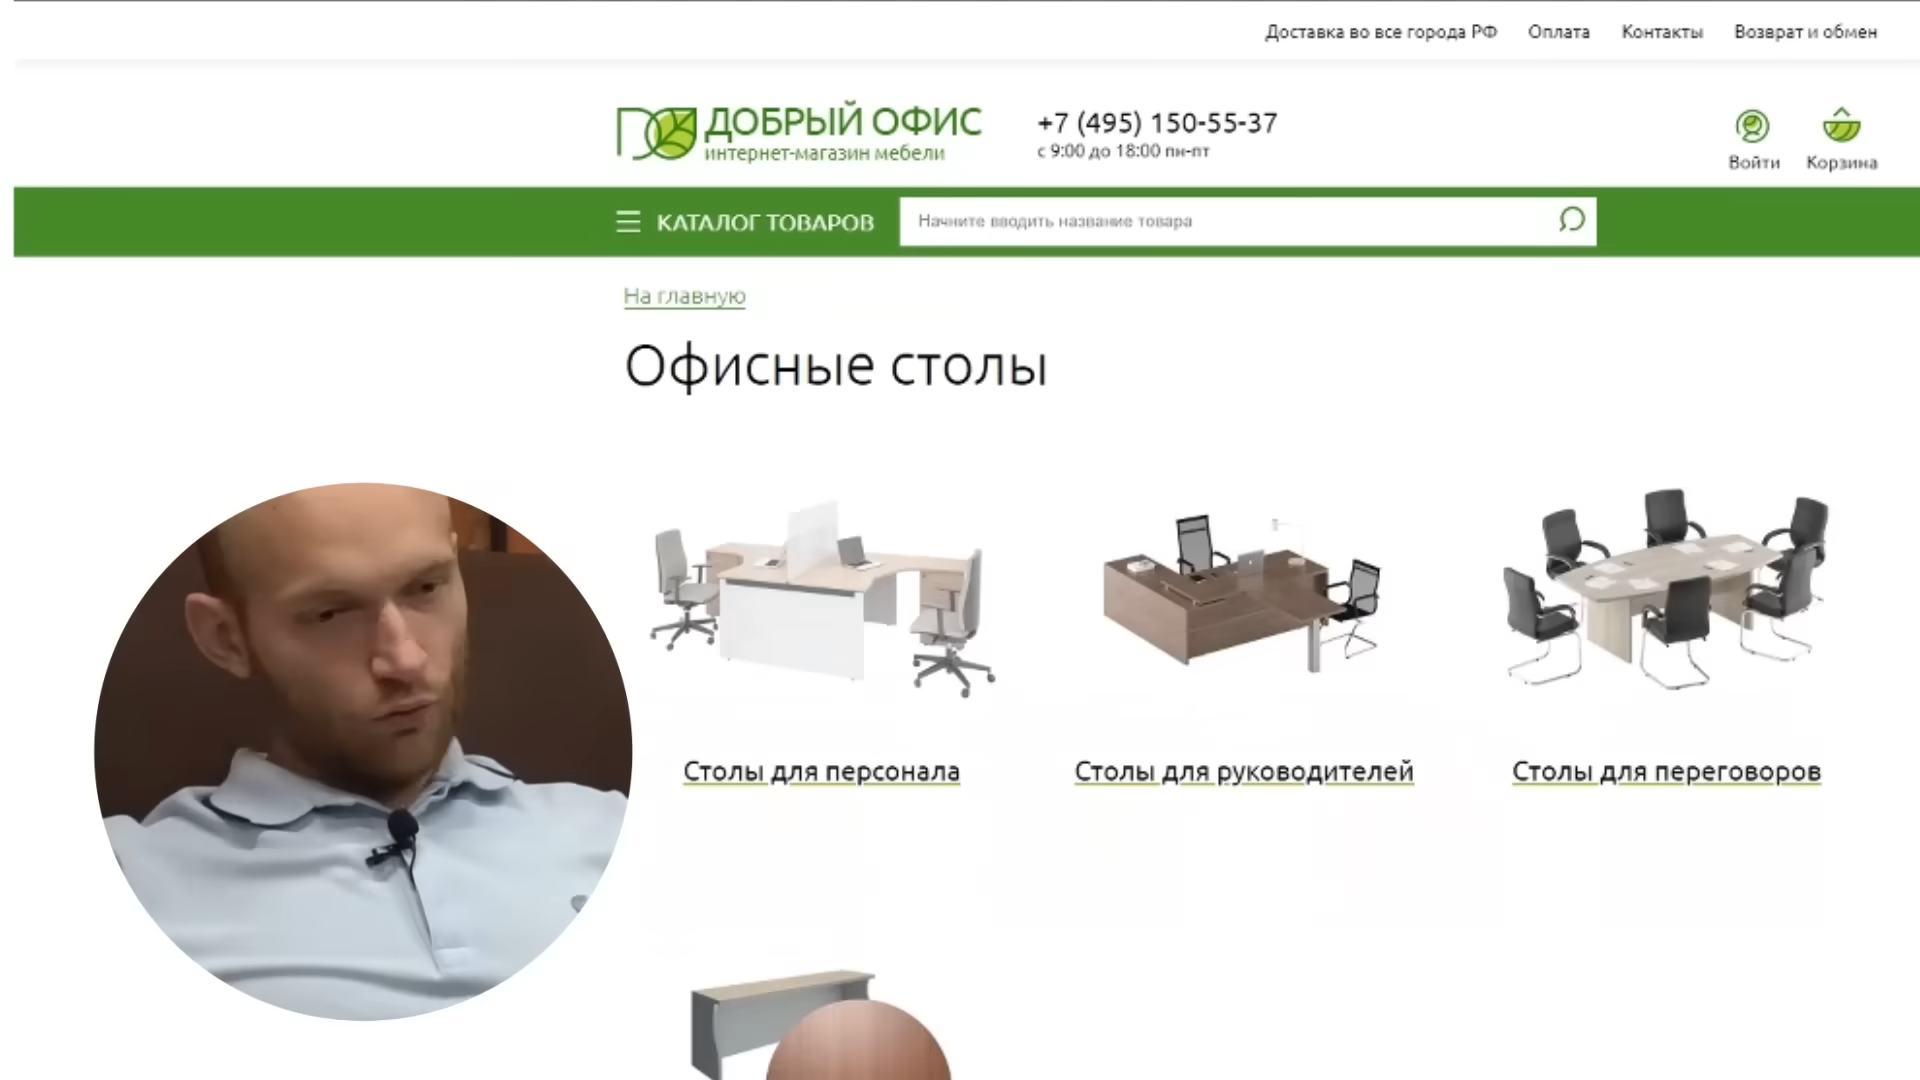 Доставка во все города РФ Оплата Контакты Возврат и обмен
ДОБРЫЙ ОФИС
интернет-магазин мебели
+7 (495) 150-55-37
с 9:00 до 18:00 пн-пт
Войти Корзина
КАТАЛОГ ТОВАРОВ
Начните вводить название товара
На главную
Офисные столы
Столы для персонала
Столы для руководителей
Столы для переговоров